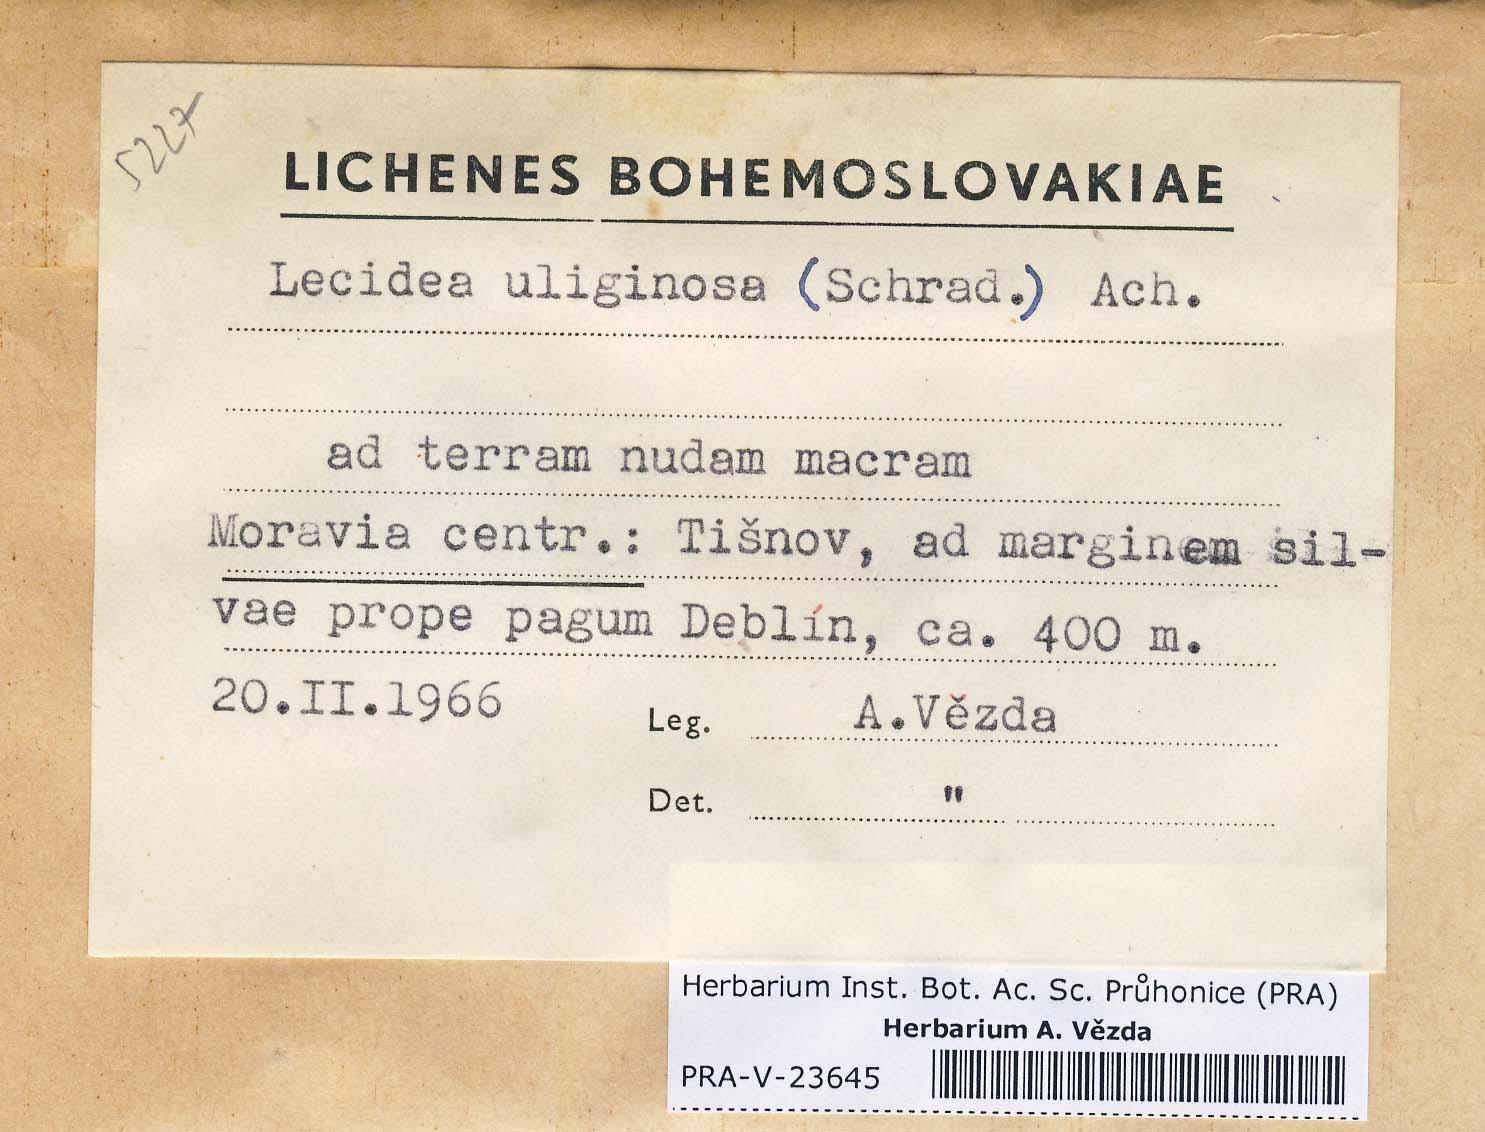 5227
LICHENES BOHEMOSLOVAKIAE
Lecidea uliginosa (Schrad.) Ach.
ad terram nudam macram
Moravia centr.: Tišnov, ad marginem sil-
vae prope pagum Deblín, ca. 400 m.
20.II.1966
Leg. A.Vězda
Det. "
Herbarium Inst. Bot. Ac. Sc. Průhonice (PRA)
Herbarium A. Vězda
PRA-V-23645